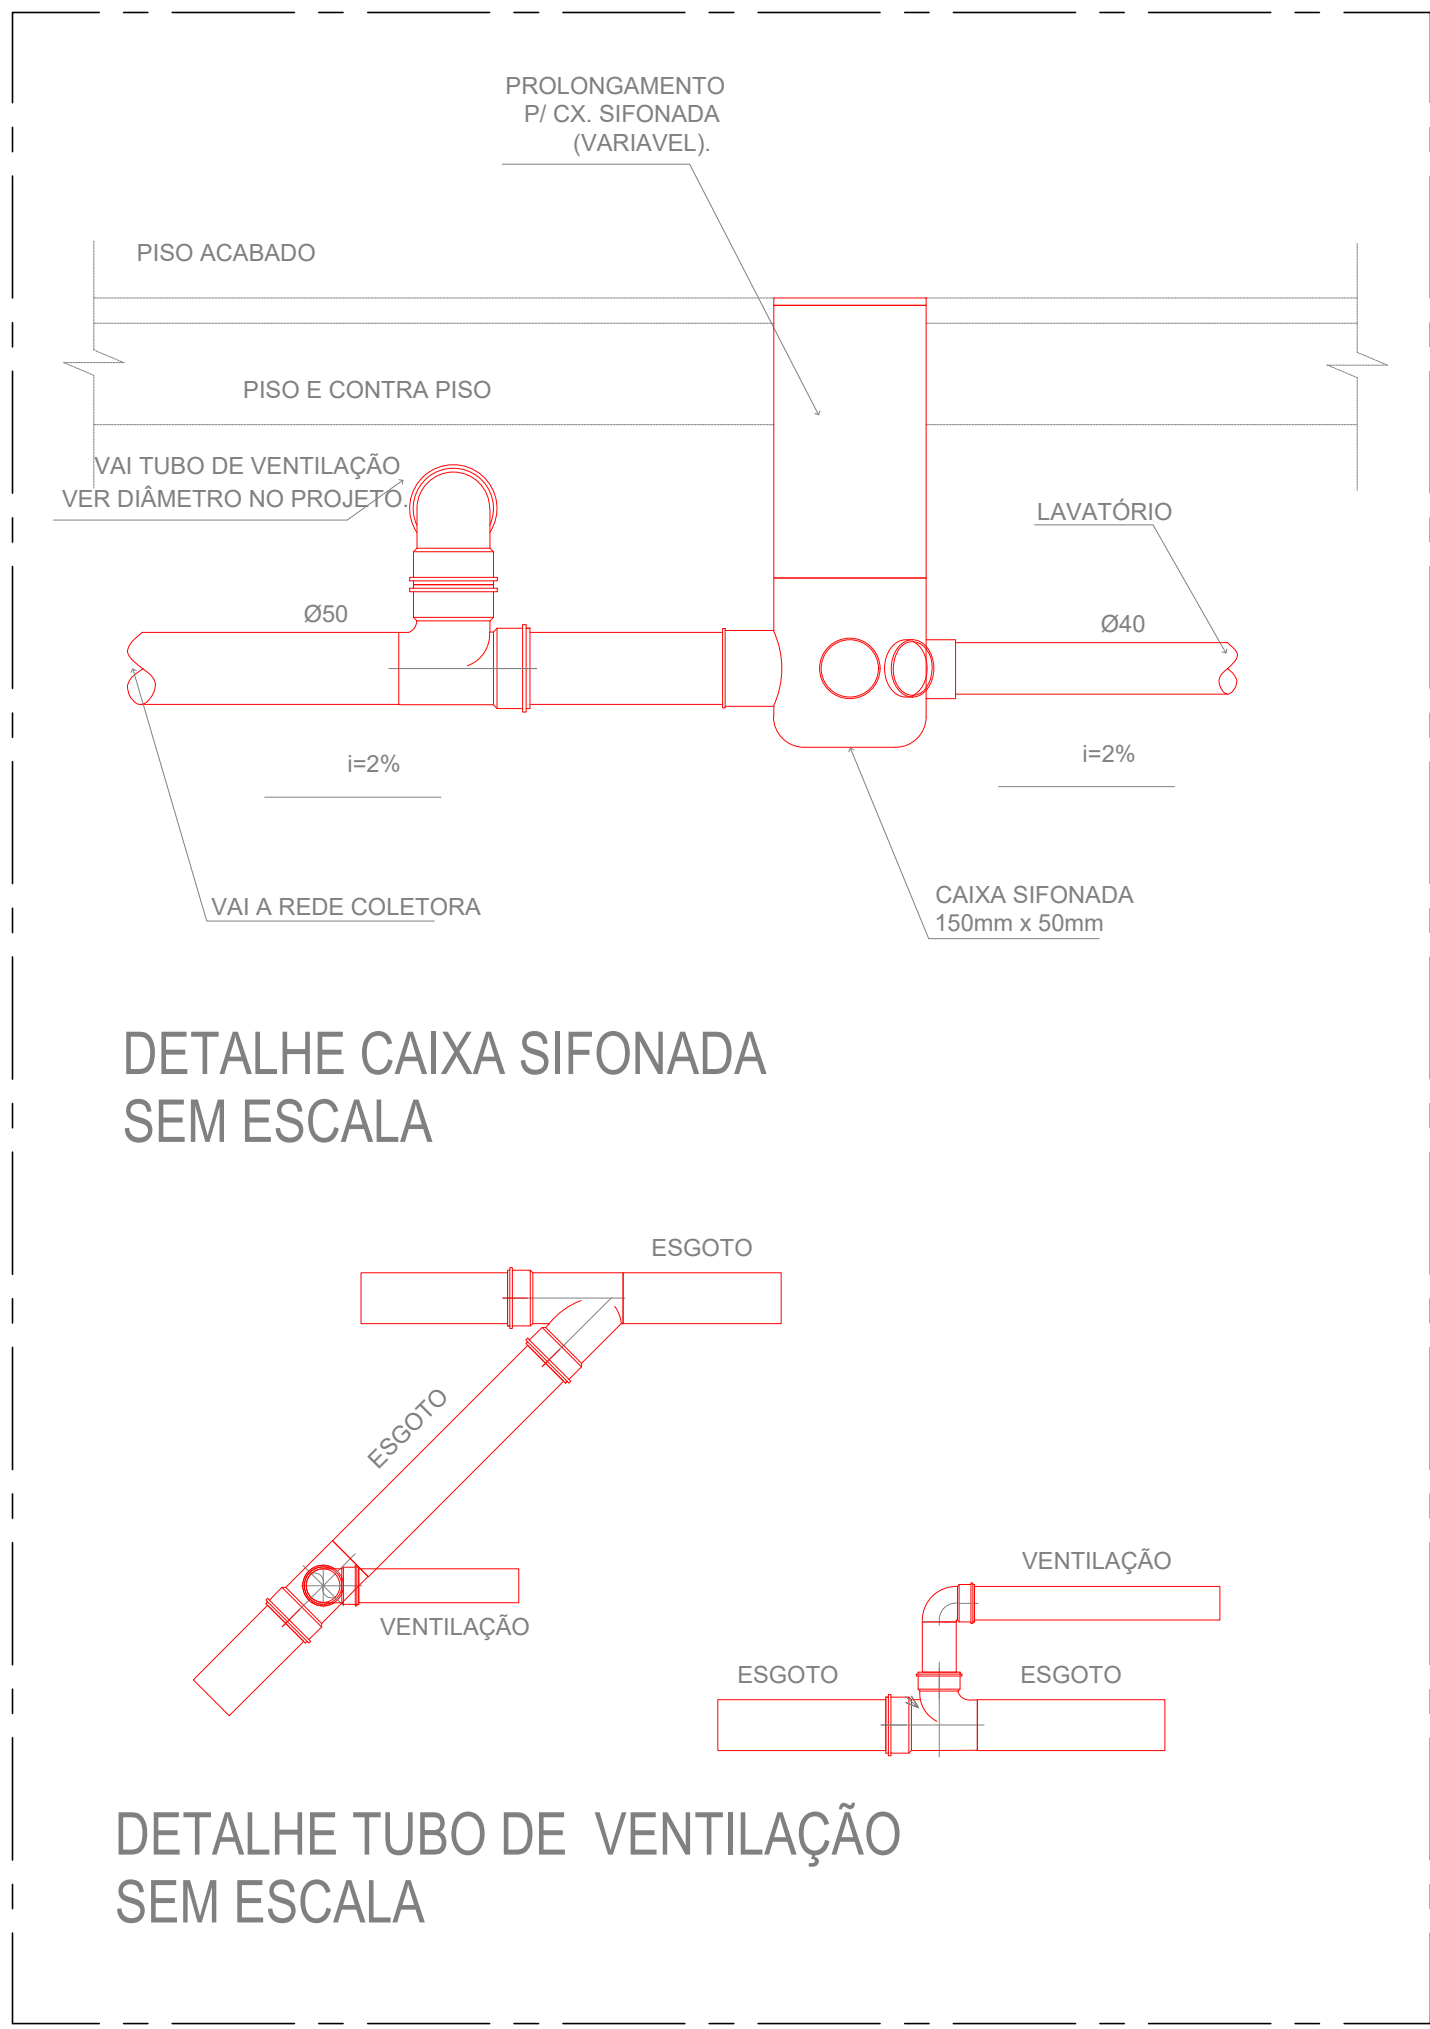 PROLONGAMENTO
P/ CX. SIFONADA
(VARIAVEL).
PISO ACABADO
PISO E CONTRA PISO
VAI TUBO DE VENTILAÇÃO
VER DIÂMETRO NO PROJETO.
LAVATÓRIO
Ø50
Ø40
i=2%
i=2%
VAI A REDE COLETORA
CAIXA SIFONADA
150mm x 50mm
DETALHE CAIXA SIFONADA
SEM ESCALA
ESGOTO
ESGOTO
VENTILAÇÃO
VENTILAÇÃO
ESGOTO
ESGOTO
DETALHE TUBO DE  VENTILAÇÃO
SEM ESCALA